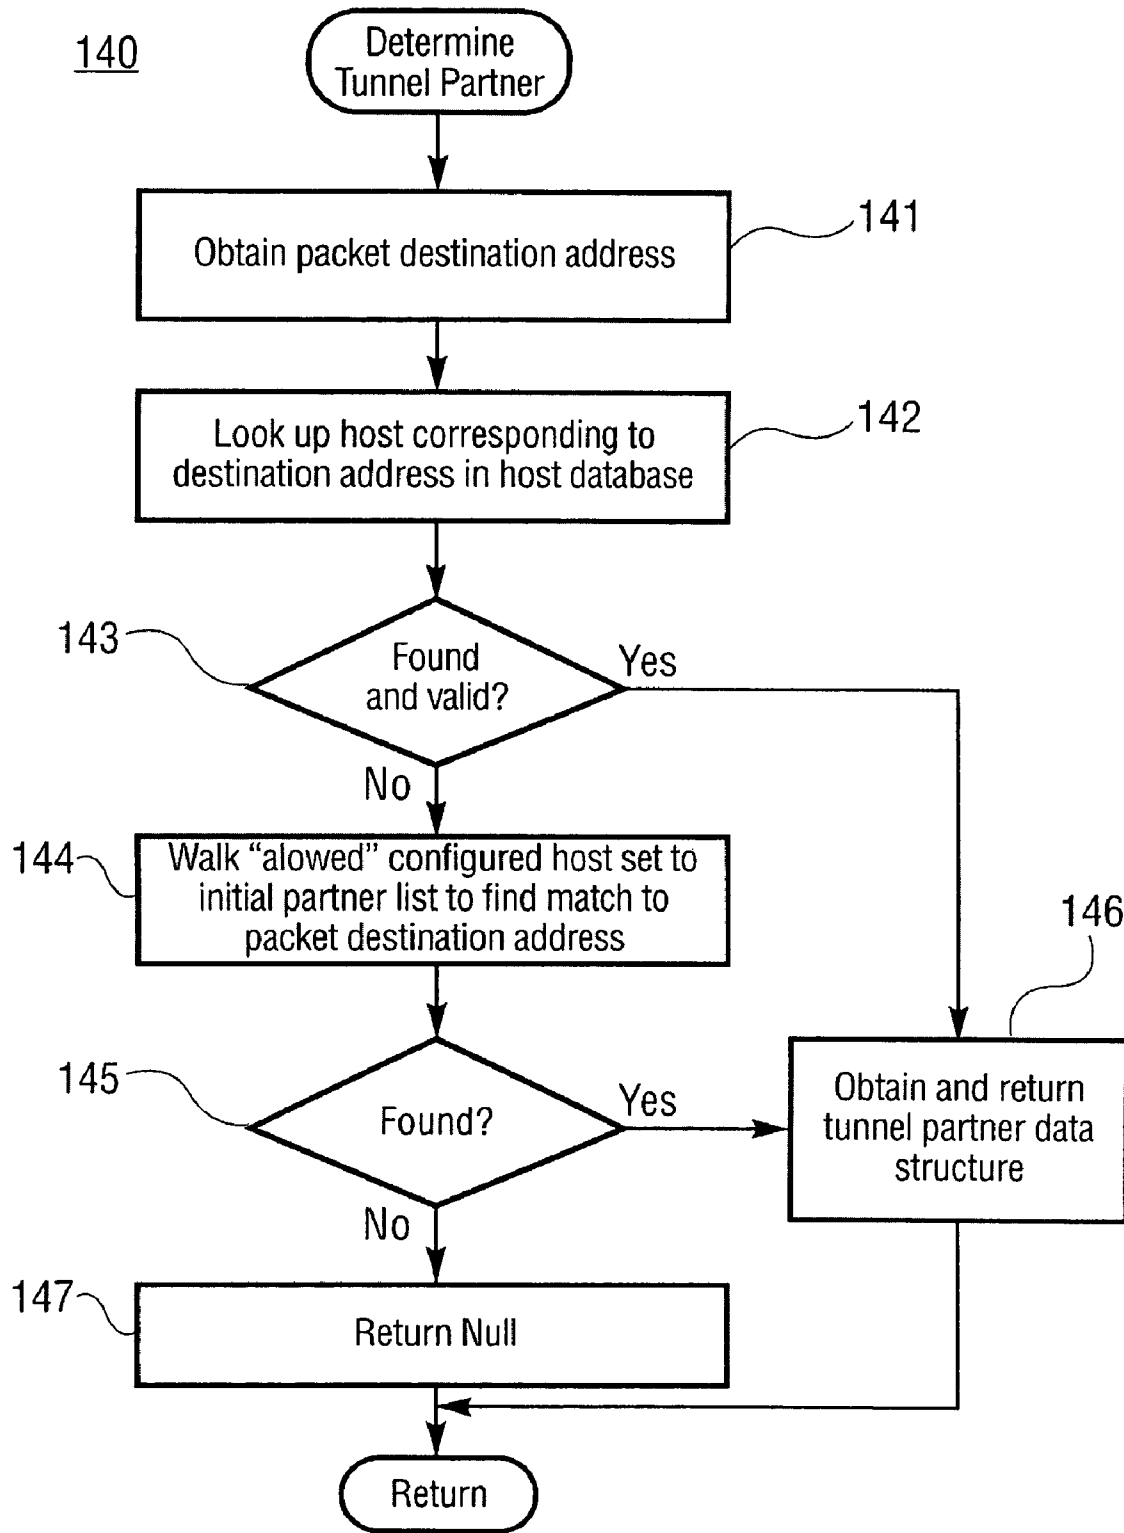 140
Determine
Tunnel Partner
141
Obtain packet destination address
142
Look up host corresponding to
destination address in host database
143
Found
and valid?
Yes
No
144
Walk “alowed” configured host set to
initial partner list to find match to
packet destination address
146
Obtain and return
tunnel partner data
structure
145
Found?
Yes
No
147
Return Null
Return